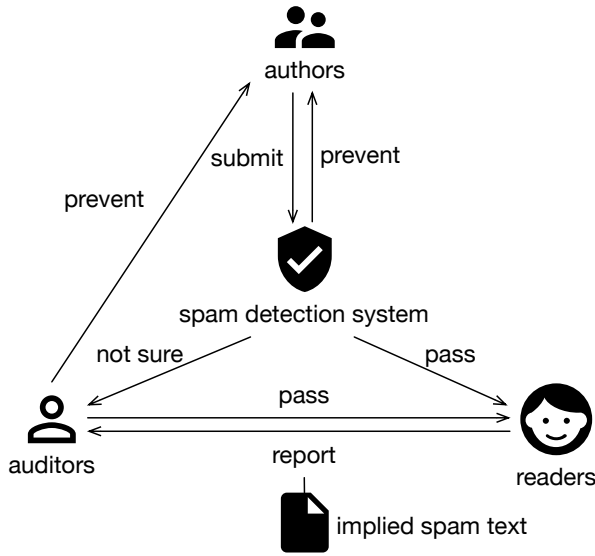 authors
submit
prevent
prevent
spam detection system
not sure
pass
pass
auditors
report
readers
implied spam text